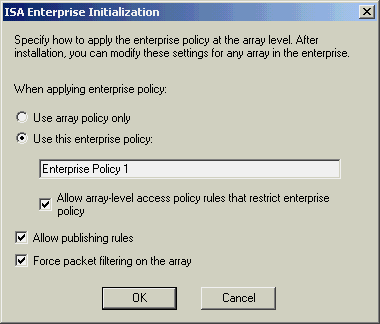 ISA Enterprise Initialization
Specify how to apply the enterprise policy at the array level. After
installation, you can modify these settings for any array in the enterprise.
When applying enterprise policy:
Use array policy only
Use this enterprise policy:
Enterprise Policy 1
Allow array-level access policy rules that restrict enterprise
policy
Allow publishing rules
Force packet filtering on the array
OK
Cancel